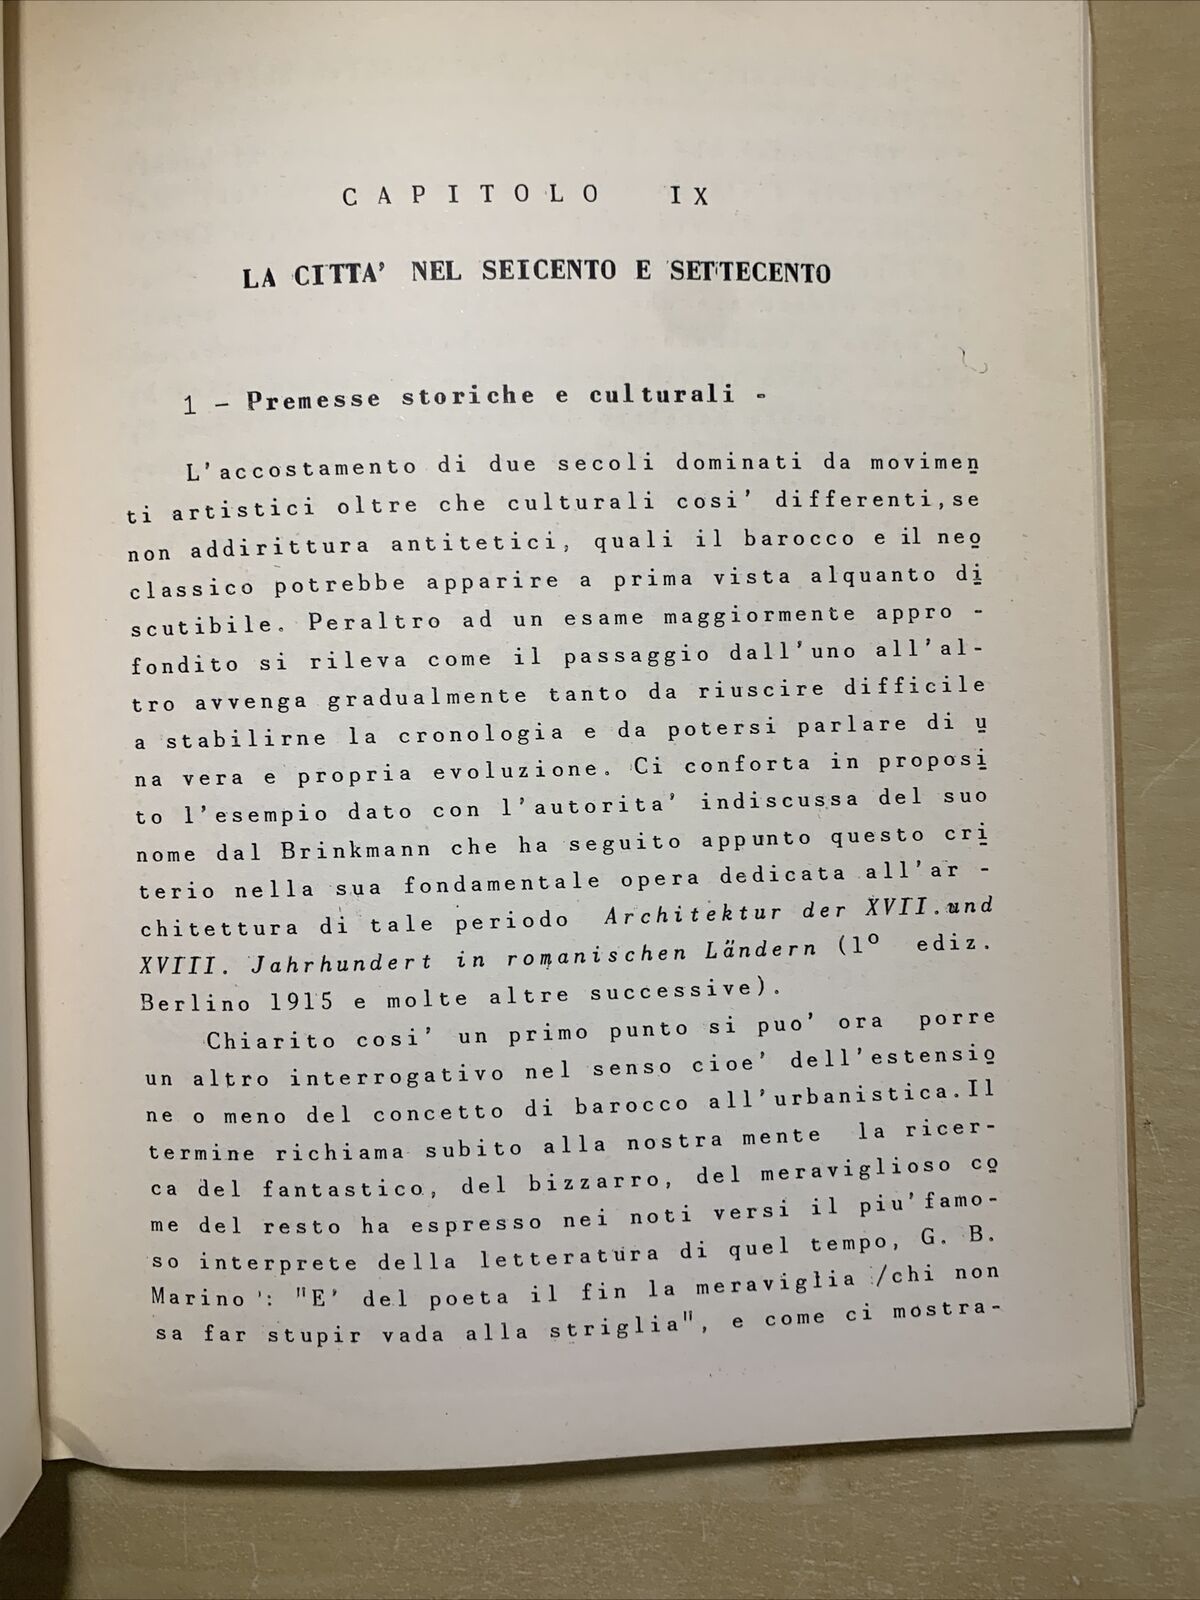 CAPITOLO IX
LA CITTA' NEL SEICENTO E SETTECENTO
1 - Premesse storiche e culturali -
L'accostamento di due secoli dominati da movimen
ti artistici oltre che culturali cosi' differenti,se
non addirittura antitetici, quali il barocco e il neo
classico potrebbe apparire a prima vista alquanto di
scutibile. Peraltro ad un esame maggiormente appro -
fondito si rileva come il passaggio dall'uno all'al-
tro avvenga gradualmente tanto da riuscire difficile
a stabilirne la cronologia e da potersi parlare di u
na vera e propria evoluzione. Ci conforta in proposi
to l'esempio dato con l'autorita' indiscussa del suo
nome dal Brinkmann che ha seguito appunto questo cri
terio nella sua fondamentale opera dedicata all'ar -
chitettura di tale periodo Architektur der XVII.und
XVIII. Jahrhundert in romanischen Ländern (1º ediz.
Berlino 1915 e molte altre successive).
Chiarito cosi' un primo punto si puo' ora porre
un altro interrogativo nel senso cioe' dell'estensio
ne o meno del concetto di barocco all'urbanistica.Il
termine richiama subito alla nostra mente la ricer-
ca del fantastico, del bizzarro, del meraviglioso co
me del resto ha espresso nei noti versi il piu'famo-
so interprete della letteratura di quel tempo, G. B.
Marino': "E' del poeta il fin la meraviglia /chi non
sa far stupir vada alla striglia", e come ci mostra-